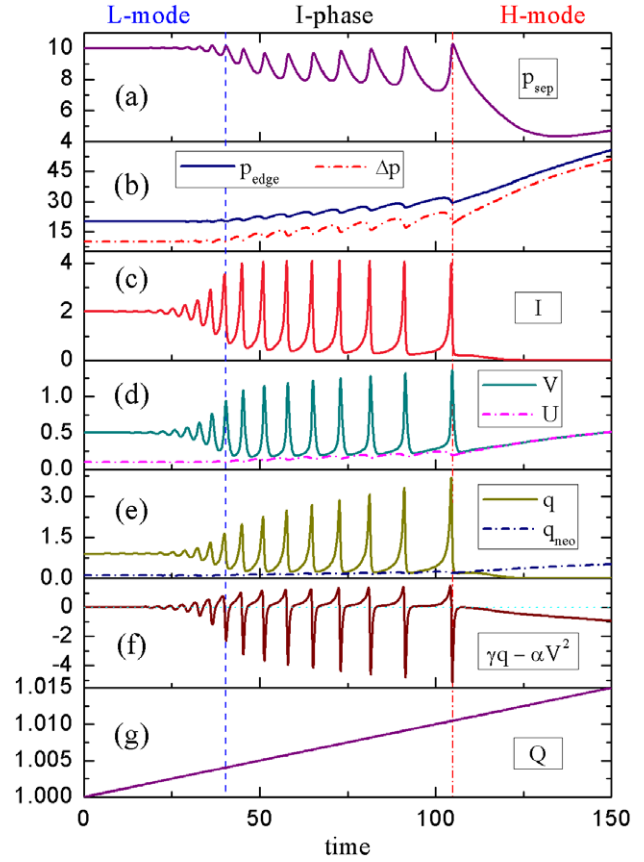 L-mode I-phase H-mode
10
8
6
4
(a)
p_sep
45
30
15
(b)
p_edge Δp
4
2
0
(c)
I
1.0
0.5
0.0
(d)
V
U
3.0
1.5
0.0
(e)
q
q_neo
0
-2
-4
(f)
γq − αV²
1.015
1.010
1.005
1.000
(g)
Q
0 50 100 150
time